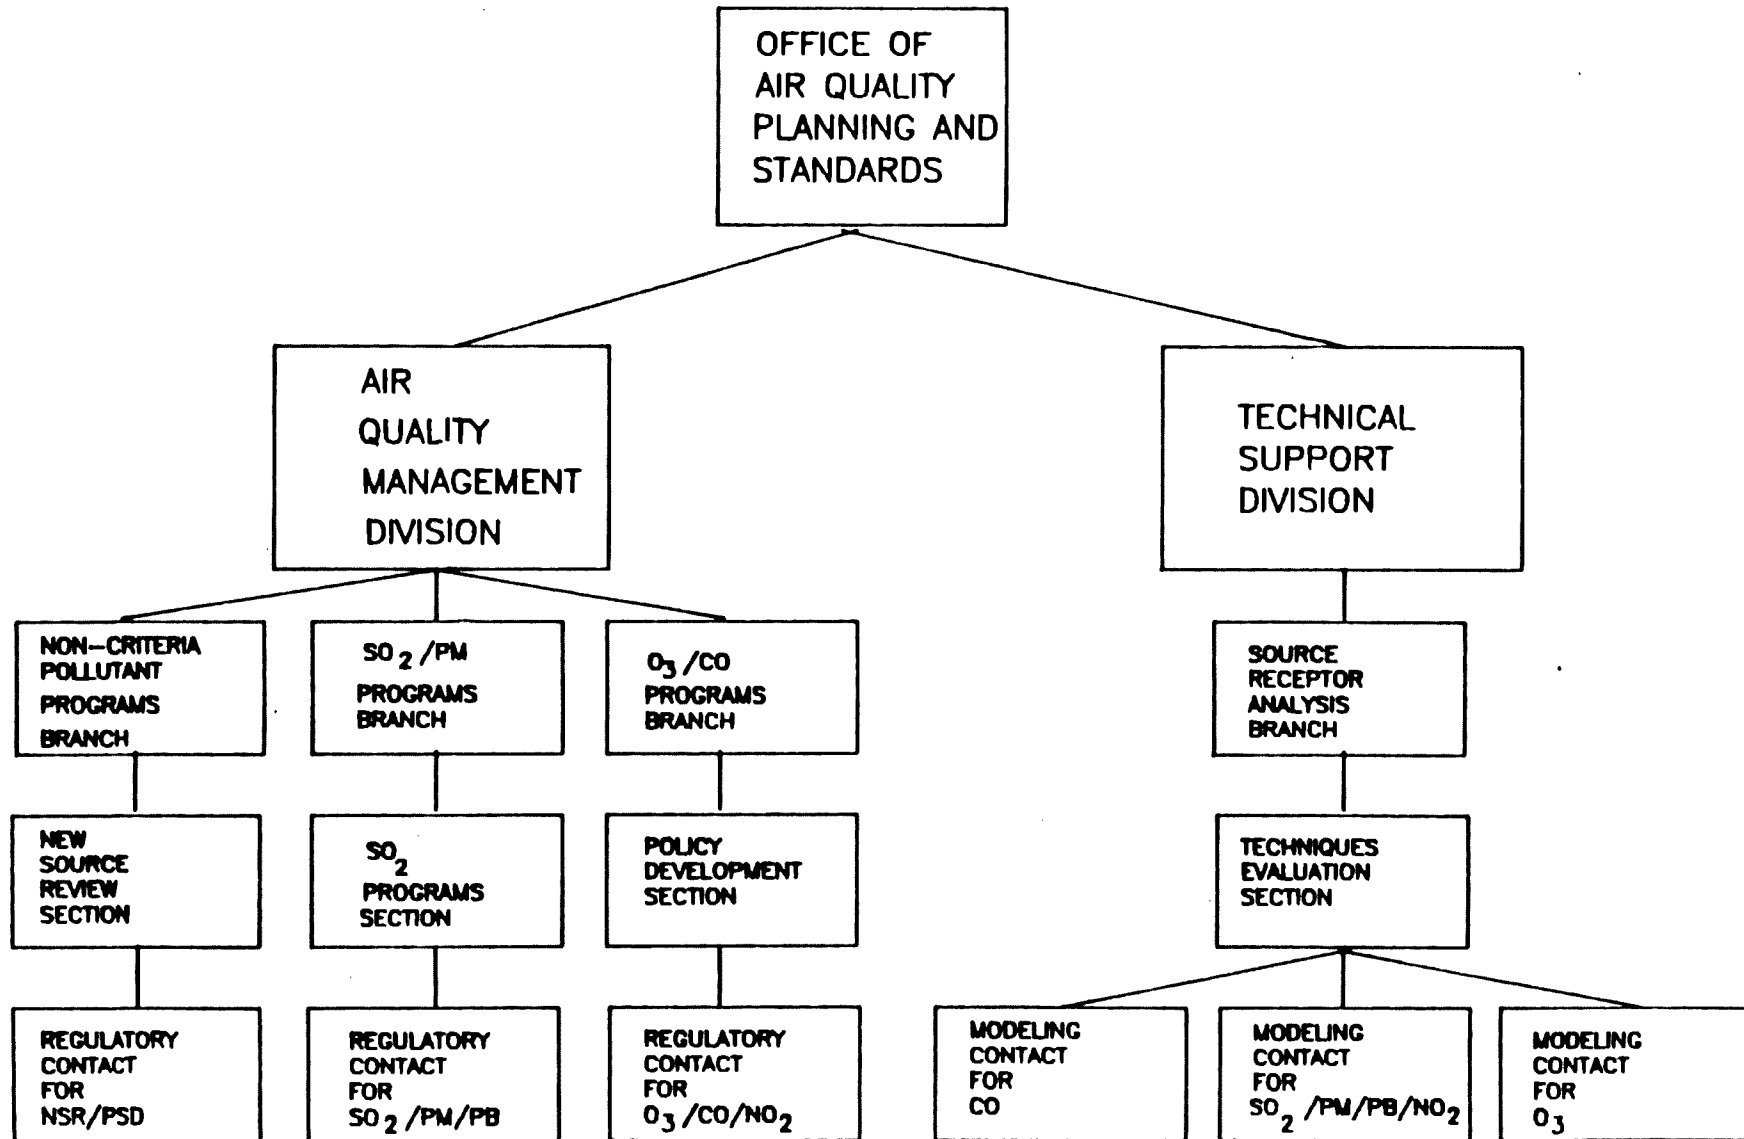 OFFICE OF
AIR QUALITY
PLANNING AND
STANDARDS
AIR
QUALITY
MANAGEMENT
DIVISION
TECHNICAL
SUPPORT
DIVISION
NON-CRITERIA
POLLUTANT
PROGRAMS
BRANCH
SO₂/PM
PROGRAMS
BRANCH
O₃/CO
PROGRAMS
BRANCH
SOURCE
RECEPTOR
ANALYSIS
BRANCH
NEW
SOURCE
REVIEW
SECTION
SO₂
PROGRAMS
SECTION
POLICY
DEVELOPMENT
SECTION
TECHNIQUES
EVALUATION
SECTION
REGULATORY
CONTACT
FOR
NSR/PSD
REGULATORY
CONTACT
FOR
SO₂/PM/PB
REGULATORY
CONTACT
FOR
O₃/CO/NO₂
MODELING
CONTACT
FOR
CO
MODELING
CONTACT
FOR
SO₂/PM/PB/NO₂
MODELING
CONTACT
FOR
O₃